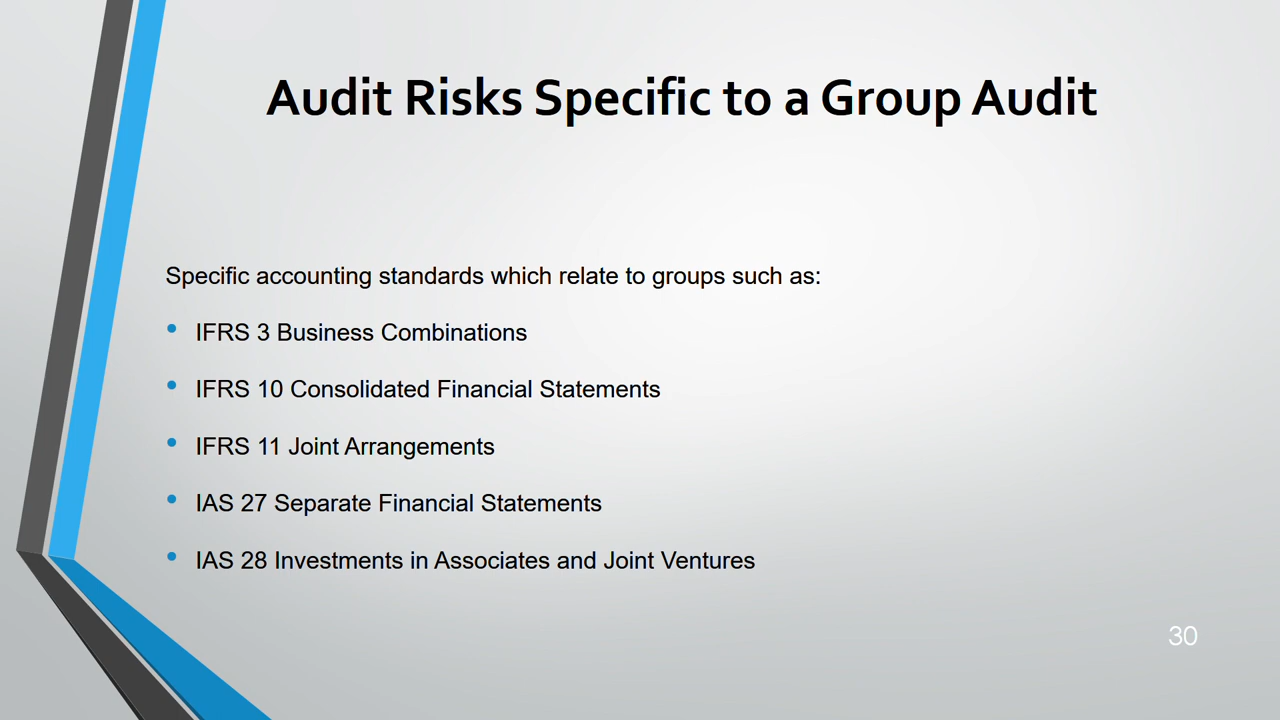 Audit Risks Specific to a Group Audit
Specific accounting standards which relate to groups such as:
• IFRS 3 Business Combinations
• IFRS 10 Consolidated Financial Statements
• IFRS 11 Joint Arrangements
• IAS 27 Separate Financial Statements
• IAS 28 Investments in Associates and Joint Ventures
30